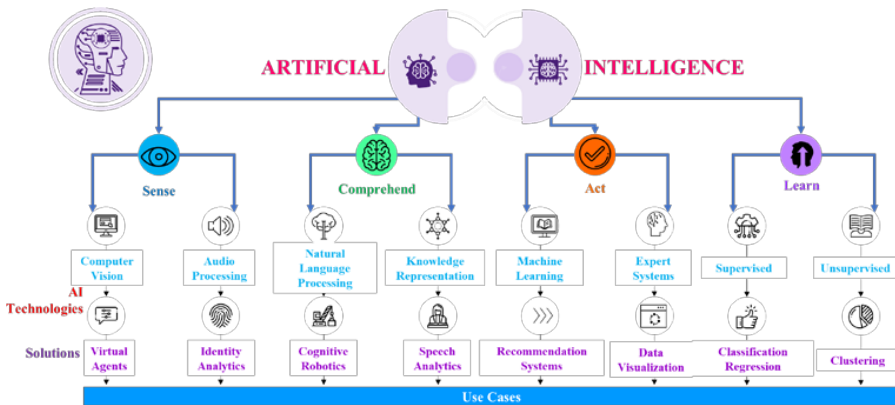 ARTIFICIAL INTELLIGENCE
Sense
Comprehend
Act
Learn
Computer
Vision
Audio
Processing
Natural
Language
Processing
Knowledge
Representation
Machine
Learning
Expert
Systems
Supervised
Unsupervised
AI
Technologies
Solutions
Virtual
Agents
Identity
Analytics
Cognitive
Robotics
Speech
Analytics
Recommendation
Systems
Data
Visualization
Classification
Regression
Clustering
Use Cases